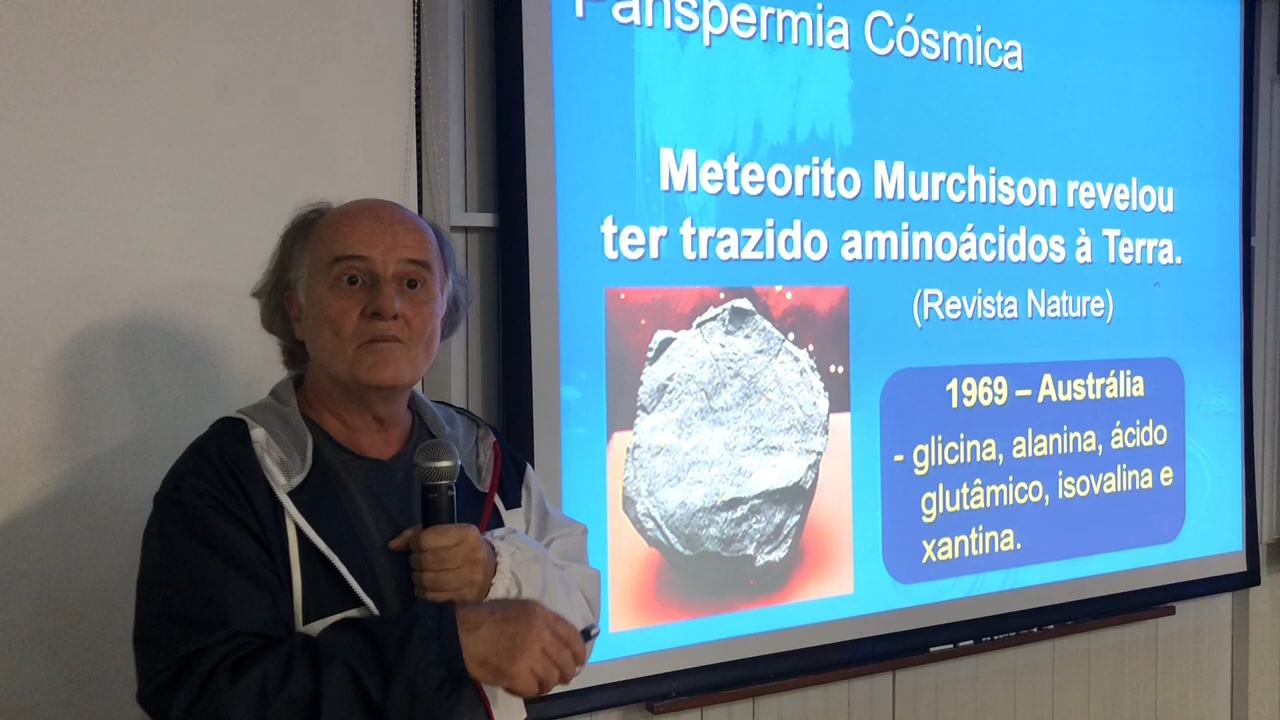 Panspermia Cósmica
Meteorito Murchison revelou
ter trazido aminoácidos à Terra.
(Revista Nature)
1969 – Austrália
- glicina, alanina, ácido
glutâmico, isovalina e
xantina.